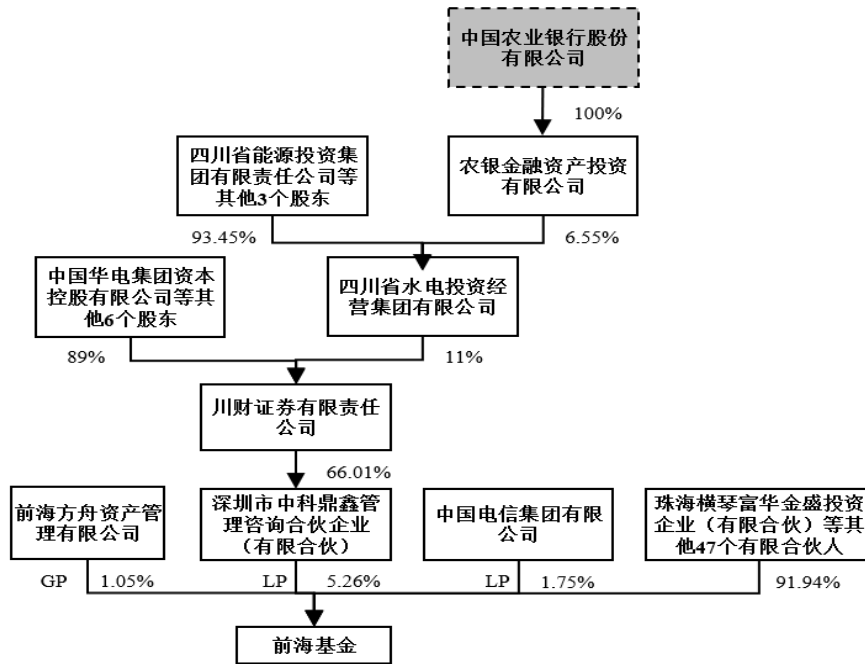 中国农业银行股份
有限公司
100%
四川省能源投资集
团有限责任公司等
其他3个股东
农银金融资产投资
有限公司
93.45%
6.55%
中国华电集团资本
控股有限公司等其
他6个股东
四川省水电投资经
营集团有限公司
89%
11%
川财证券有限责任
公司
66.01%
前海方舟资产管
理有限公司
深圳市中科鼎鑫管
理咨询合伙企业
（有限合伙）
中国电信集团有限
公司
珠海横琴富华金盛投资
企业（有限合伙）等其
他47个有限合伙人
GP 1.05%
LP 5.26%
LP 1.75%
91.94%
前海基金